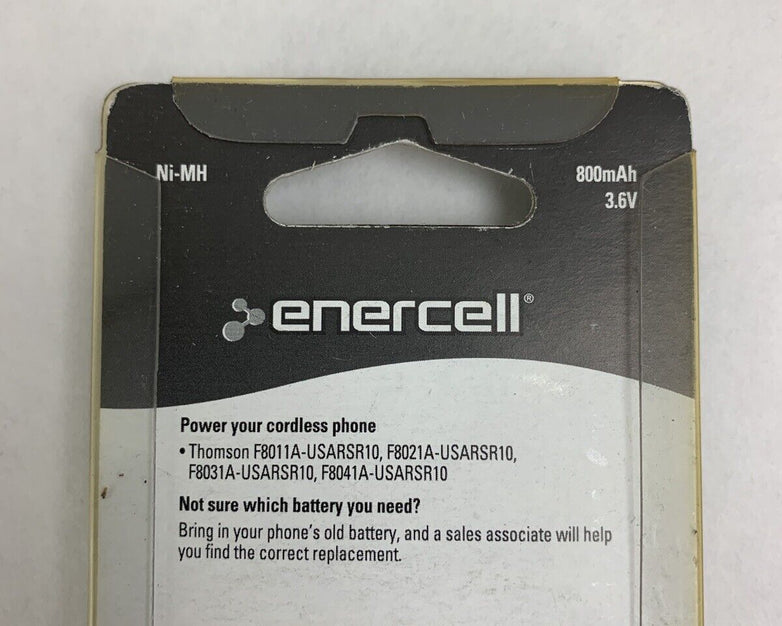 Ni-MH
800mAh
3.6V
enercell®
Power your cordless phone
• Thomson F8011A-USARSR10, F8021A-USARSR10,
F8031A-USARSR10, F8041A-USARSR10
Not sure which battery you need?
Bring in your phone's old battery, and a sales associate will help
you find the correct replacement.